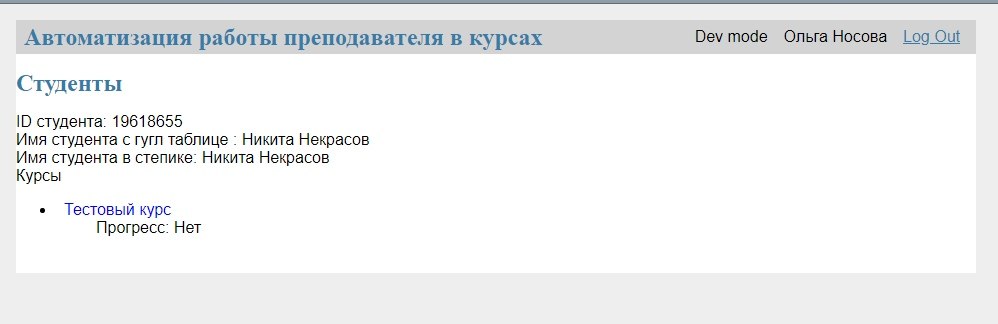 Автоматизация работы преподавателя в курсах Dev mode Ольга Носова Log Out
Студенты
ID студента: 19618655
Имя студента с гугл таблице : Никита Некрасов
Имя студента в степике: Никита Некрасов
Курсы
• Тестовый курс
Прогресс: Нет